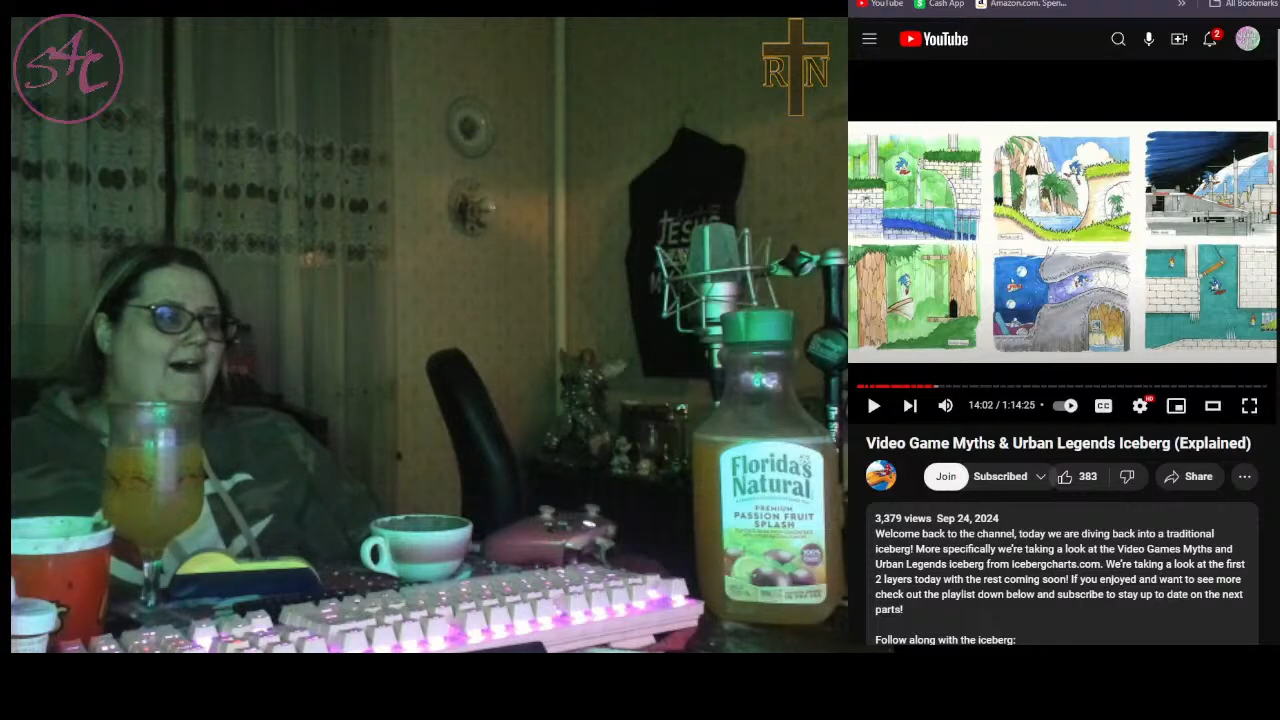 S4C
R N
JESUS
Florida's
Natural
PREMIUM
PASSION FRUIT
SPLASH
YouTube
Cash App
Amazon.com. Spen...
»
All Bookmarks
YouTube
2
14:02 / 1:14:25
CC
HD
Video Game Myths & Urban Legends Iceberg (Explained)
Join
Subscribed
383
Share
3,379 views Sep 24, 2024
Welcome back to the channel, today we are diving back into a traditional
iceberg! More specifically we're taking a look at the Video Games Myths and
Urban Legends iceberg from icebergcharts.com. We're taking a look at the first
2 layers today with the rest coming soon! If you enjoyed and want to see more
check out the playlist down below and subscribe to stay up to date on the next
parts!
Follow along with the iceberg: